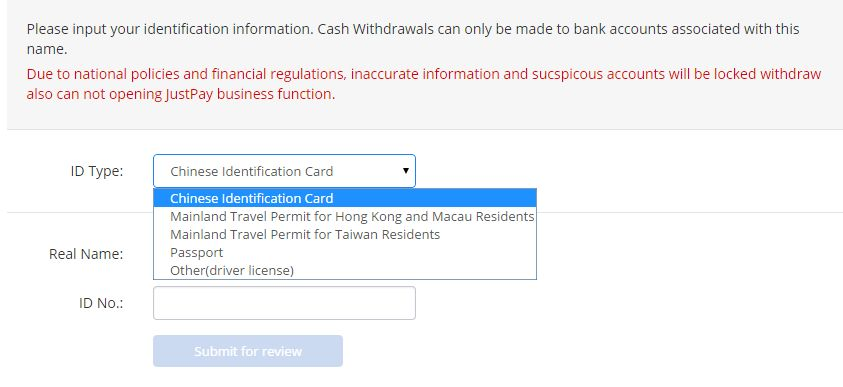 Please input your identification information. Cash Withdrawals can only be made to bank accounts associated with this
name.
Due to national policies and financial regulations, inaccurate information and sucspicous accounts will be locked withdraw
also can not opening JustPay business function.
ID Type:
Chinese Identification Card
Chinese Identification Card
Mainland Travel Permit for Hong Kong and Macau Residents
Mainland Travel Permit for Taiwan Residents
Passport
Other(driver license)
Real Name:
ID No.:
Submit for review